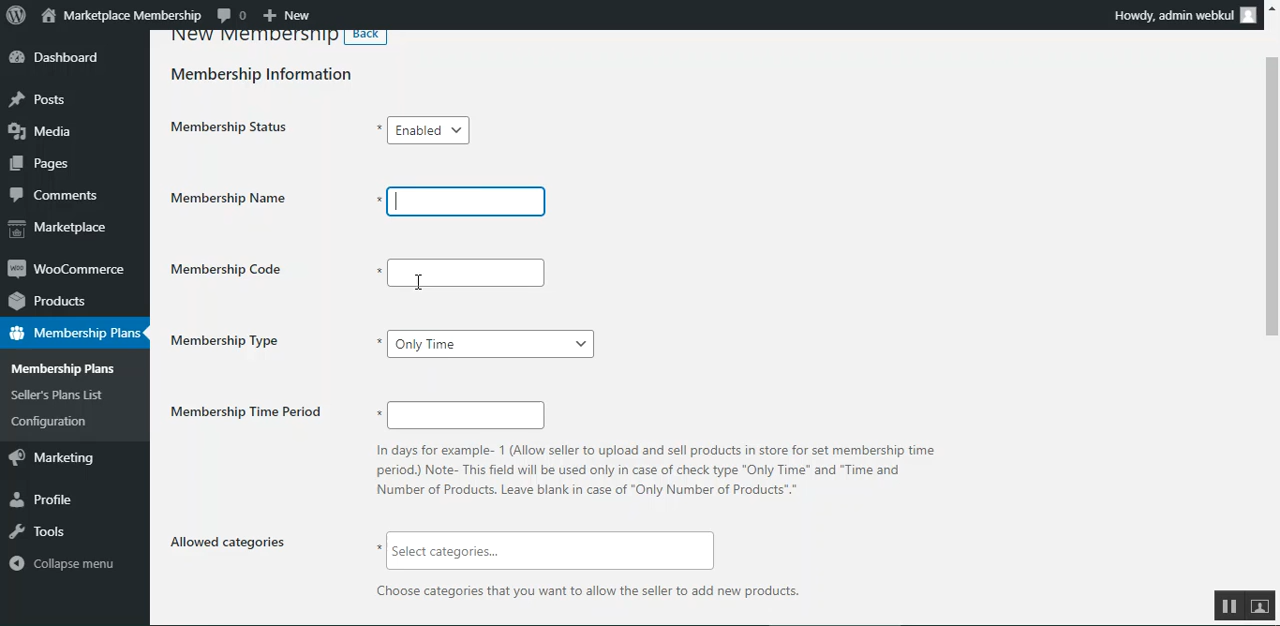 Marketplace Membership 0 New Howdy, admin webkul
Dashboard
Posts
Media
Pages
Comments
Marketplace
WooCommerce
Products
Membership Plans
Membership Plans
Seller's Plans List
Configuration
Marketing
Profile
Tools
Collapse menu
New Membership Back
Membership Information
Membership Status * Enabled
Membership Name *
Membership Code *
Membership Type * Only Time
Membership Time Period *
In days for example- 1 (Allow seller to upload and sell products in store for set membership time
period.) Note- This field will be used only in case of check type "Only Time" and "Time and
Number of Products. Leave blank in case of "Only Number of Products"."
Allowed categories * Select categories...
Choose categories that you want to allow the seller to add new products.